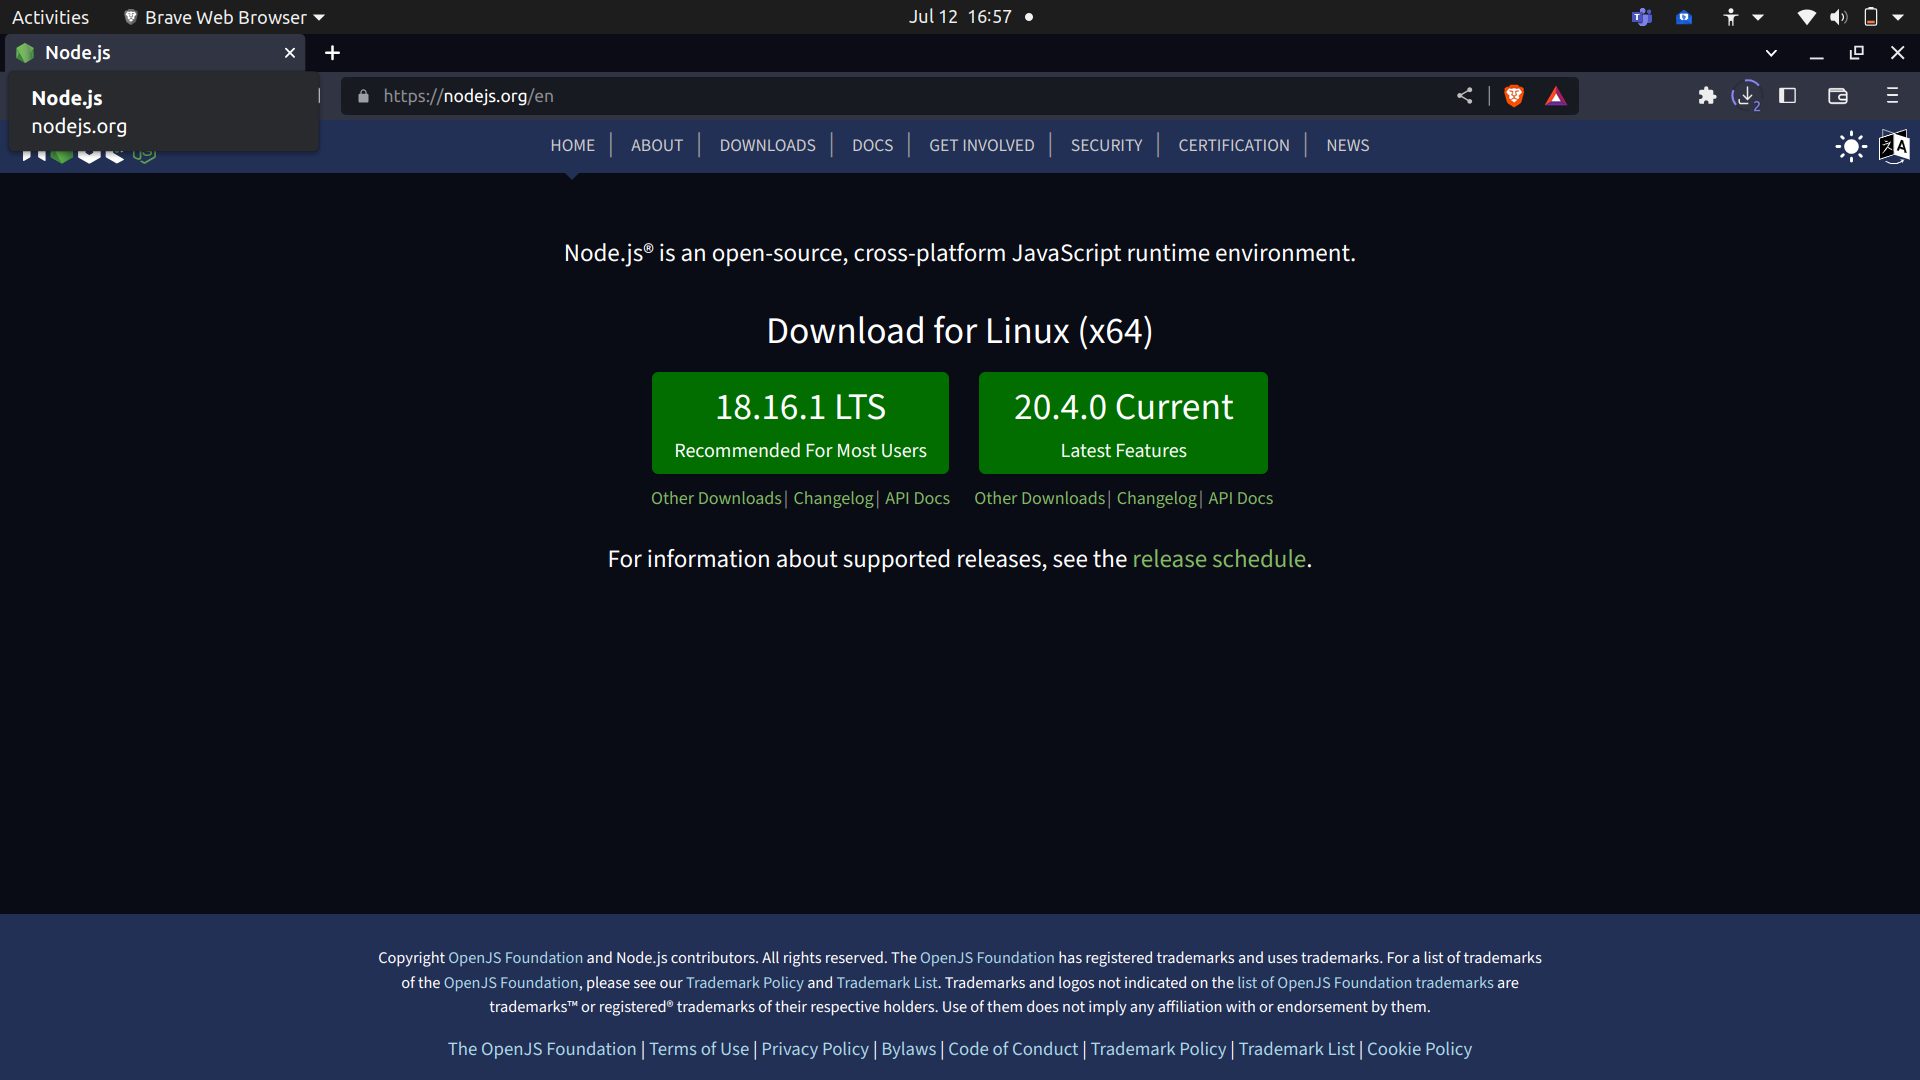 Activities
Brave Web Browser
Jul 12 16:57
Node.js
Node.js
nodejs.org
https://nodejs.org/en
2
HOME
ABOUT
DOWNLOADS
DOCS
GET INVOLVED
SECURITY
CERTIFICATION
NEWS
Node.js® is an open-source, cross-platform JavaScript runtime environment.
Download for Linux (x64)
18.16.1 LTS
Recommended For Most Users
20.4.0 Current
Latest Features
Other Downloads | Changelog | API Docs
Other Downloads | Changelog | API Docs
For information about supported releases, see the release schedule.
Copyright OpenJS Foundation and Node.js contributors. All rights reserved. The OpenJS Foundation has registered trademarks and uses trademarks. For a list of trademarks
of the OpenJS Foundation, please see our Trademark Policy and Trademark List. Trademarks and logos not indicated on the list of OpenJS Foundation trademarks are
trademarks™ or registered® trademarks of their respective holders. Use of them does not imply any affiliation with or endorsement by them.
The OpenJS Foundation | Terms of Use | Privacy Policy | Bylaws | Code of Conduct | Trademark Policy | Trademark List | Cookie Policy